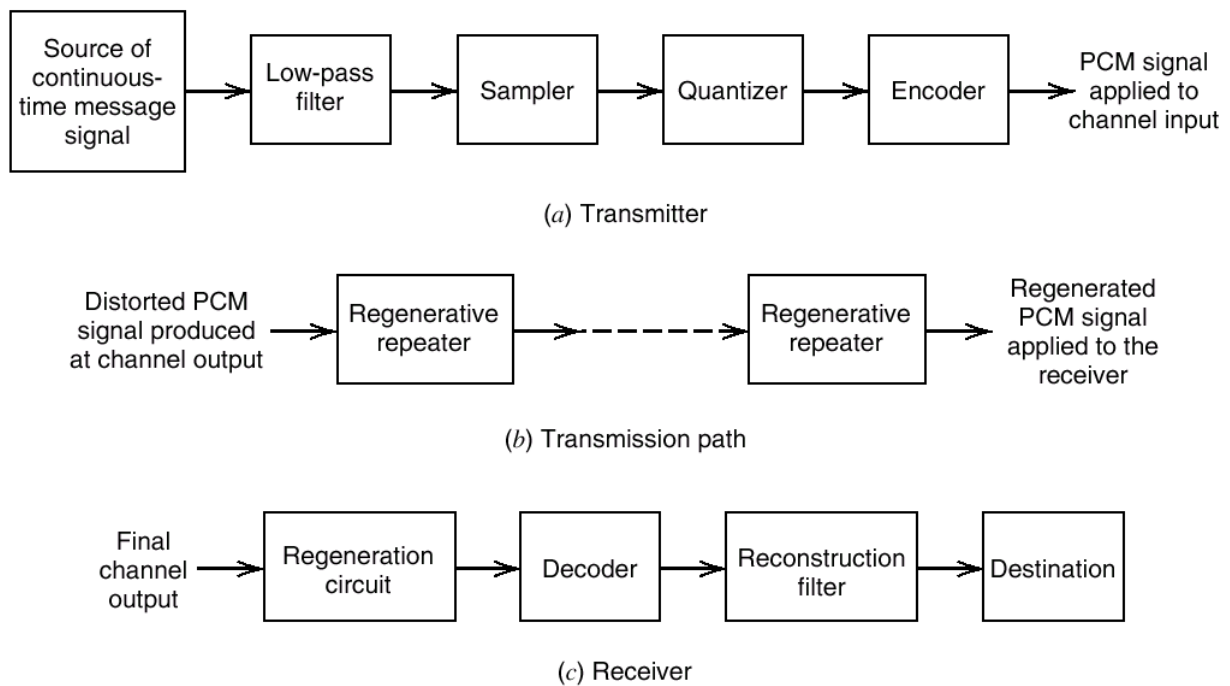 Source of
continuous-
time message
signal
Low-pass
filter
Sampler
Quantizer
Encoder
PCM signal
applied to
channel input
(a) Transmitter
Distorted PCM
signal produced
at channel output
Regenerative
repeater
Regenerative
repeater
Regenerated
PCM signal
applied to the
receiver
(b) Transmission path
Final
channel
output
Regeneration
circuit
Decoder
Reconstruction
filter
Destination
(c) Receiver